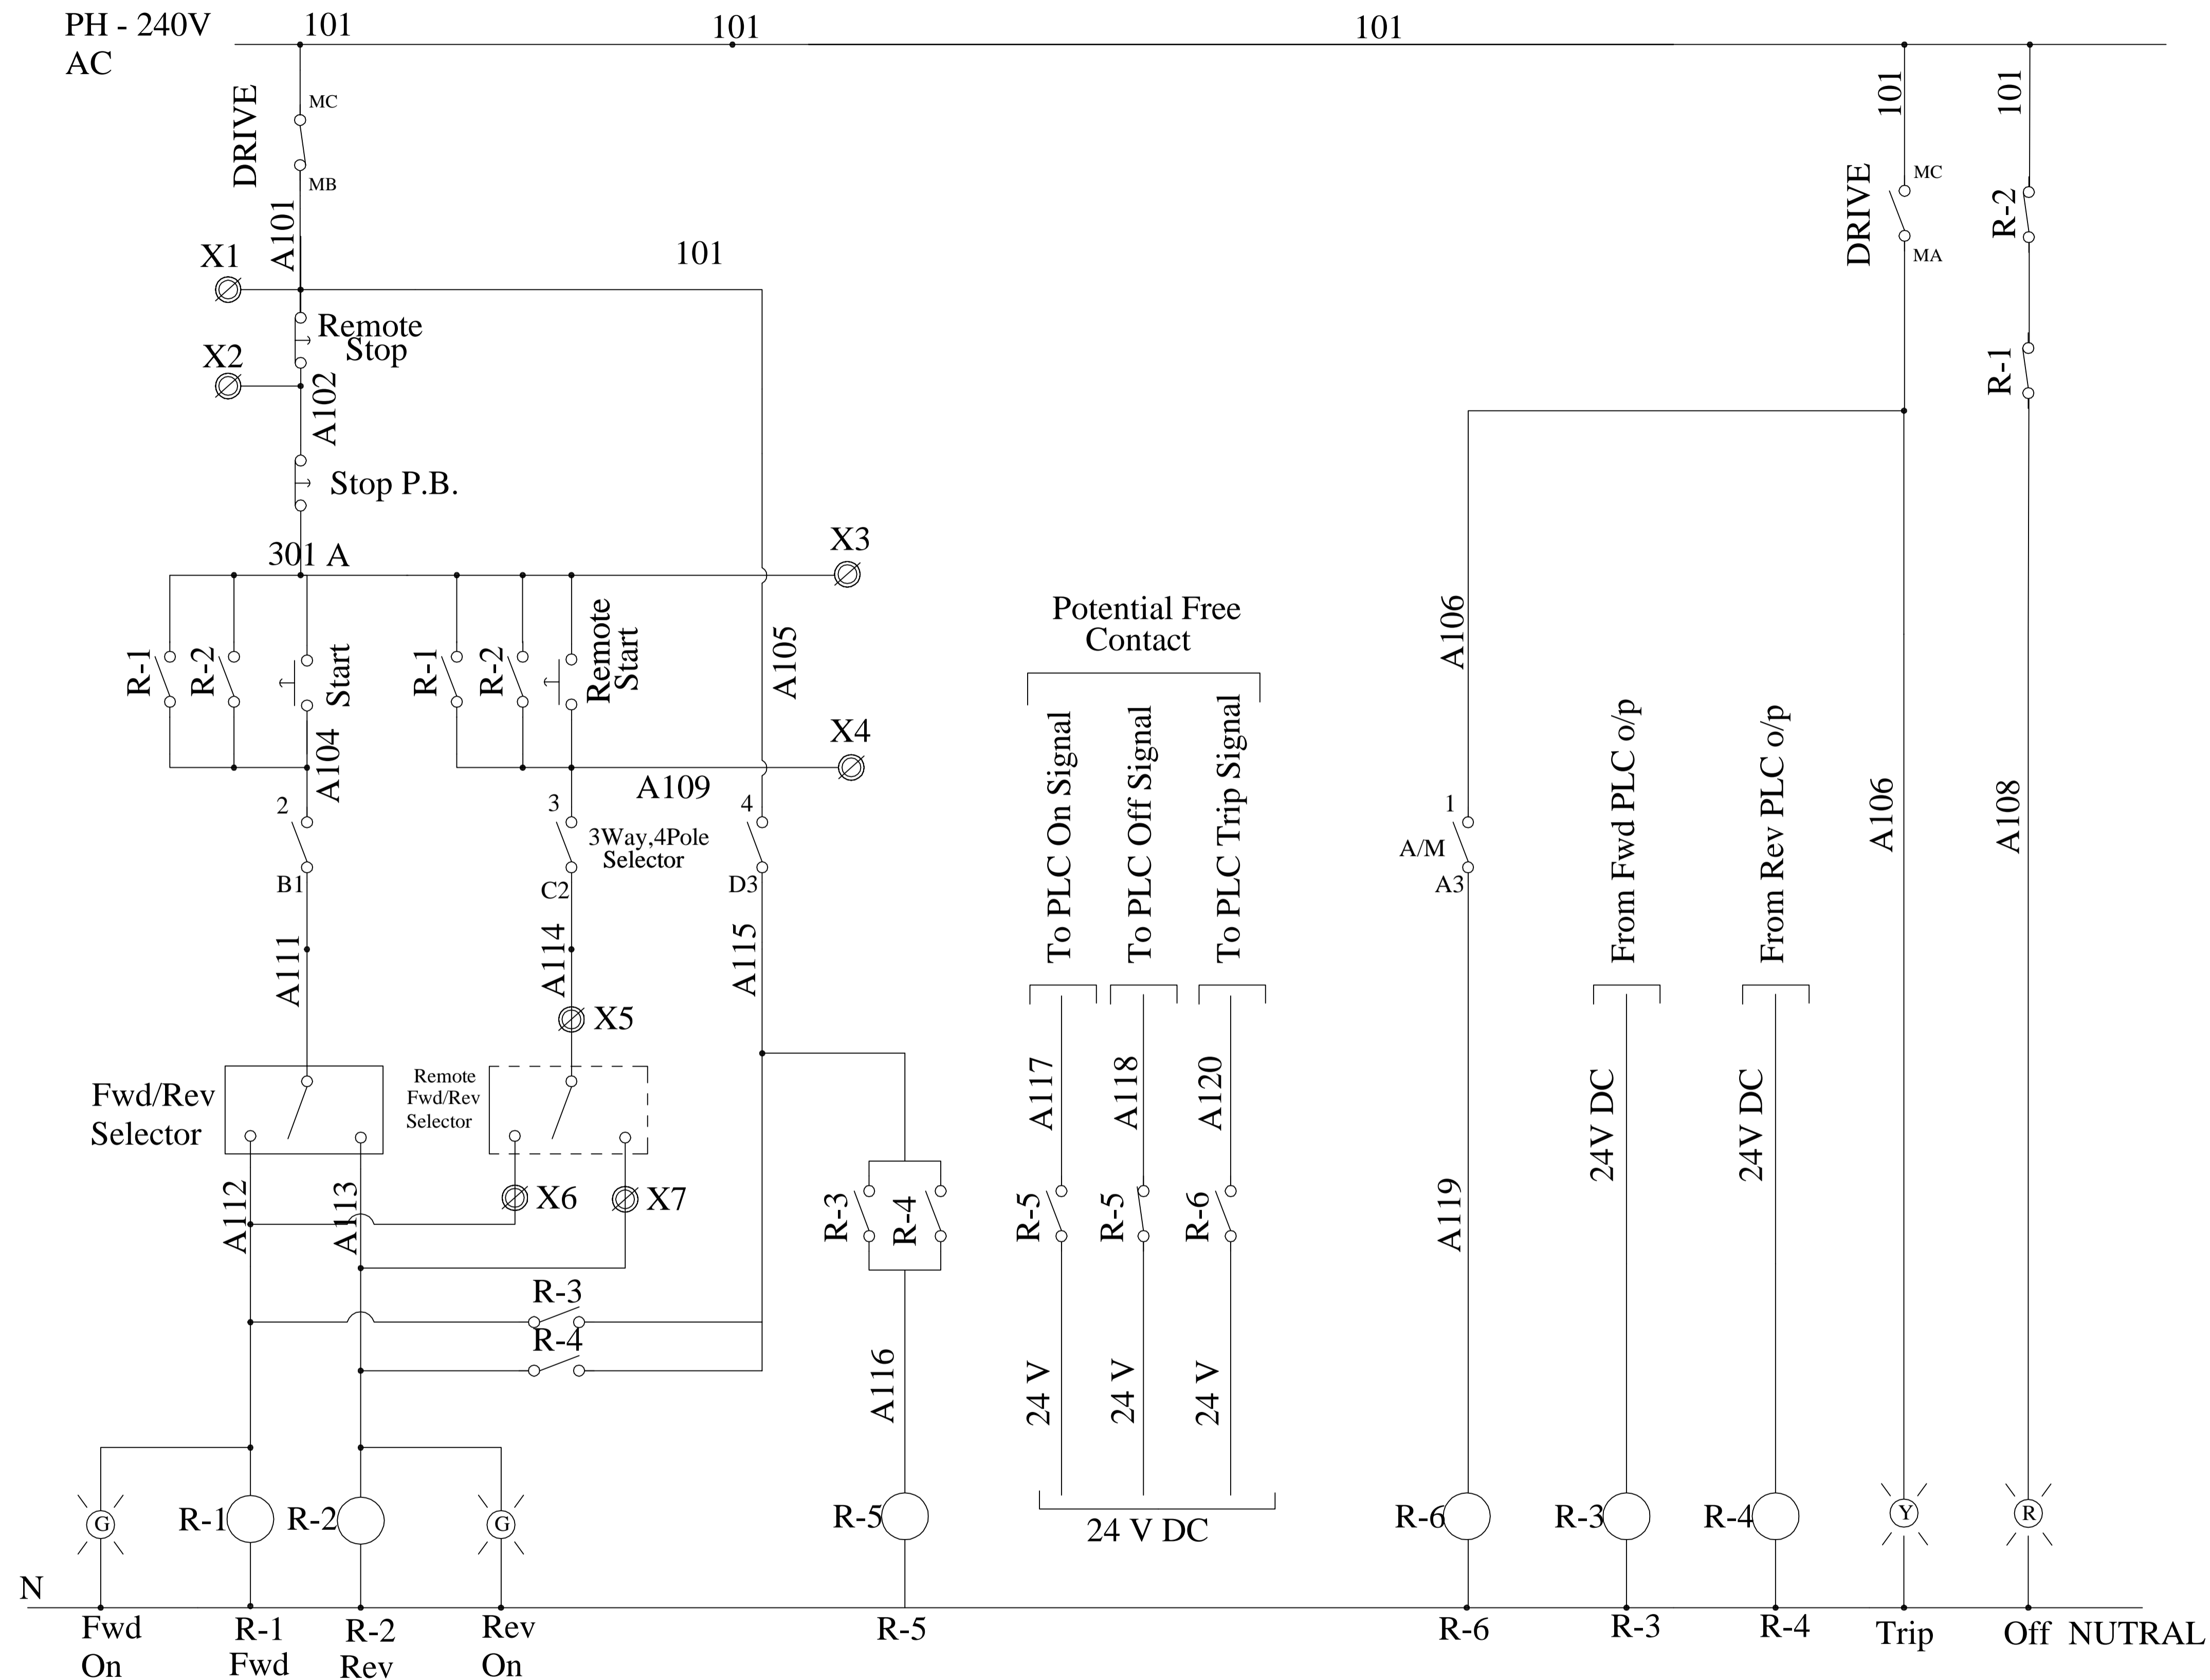 PH - 240V
AC
101
101
101
DRIVE
MC
MB
A101
X1
101
Remote
Stop
X2
A102
Stop P.B.
301 A
X3
R-1
R-2
Start
R-1
R-2
Remote
Start
A105
A104
X4
A109
2
B1
3
C2
3Way,4Pole
Selector
4
D3
A111
A114
A115
X5
Fwd/Rev
Selector
Remote
Fwd/Rev
Selector
A112
A113
X6
X7
R-3
R-4
R-3
R-4
A116
G
R-1
R-2
G
R-5
Potential Free
Contact
To PLC On Signal
To PLC Off Signal
To PLC Trip Signal
A117
A118
A120
R-5
R-5
R-6
24 V
24 V
24 V
24 V DC
A106
1
A/M
A3
A119
R-6
From Fwd PLC o/p
24V DC
R-3
From Rev PLC o/p
24V DC
R-4
101
DRIVE
MC
MA
A106
Y
101
R-2
R-1
A108
R
N
Fwd
On
R-1
Fwd
R-2
Rev
Rev
On
R-5
R-6
R-3
R-4
Trip
Off
NUTRAL